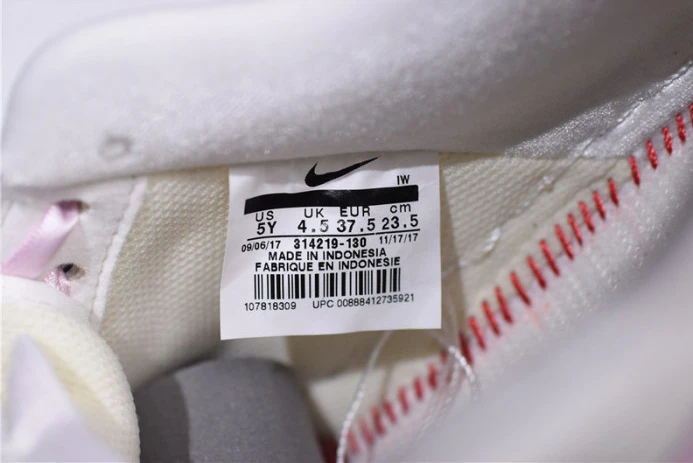 IW
US UK EUR cm
5Y 4.5 37.5 23.5
09/06/17 314219-130 11/17/17
MADE IN INDONESIA
FABRIQUE EN INDONESIE
107818309 UPC 00888412735921